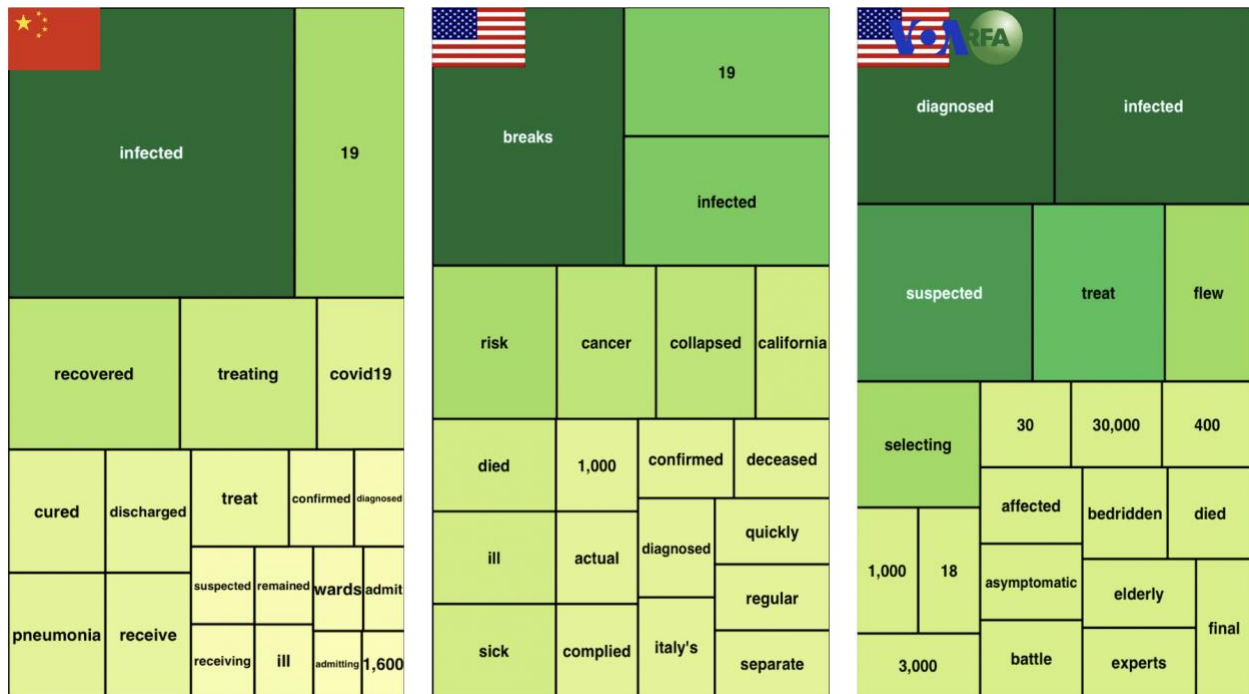 infected
19
recovered
treating
covid19
cured
discharged
treat
confirmed
diagnosed
suspected
remained
wards
admit
pneumonia
receive
receiving
ill
admitting
1,600
breaks
19
infected
risk
cancer
collapsed
california
died
1,000
confirmed
deceased
ill
actual
diagnosed
quickly
regular
sick
complied
italy's
separate
VOA
RFA
diagnosed
infected
suspected
treat
flew
selecting
30
30,000
400
affected
bedridden
died
1,000
18
asymptomatic
elderly
final
3,000
battle
experts